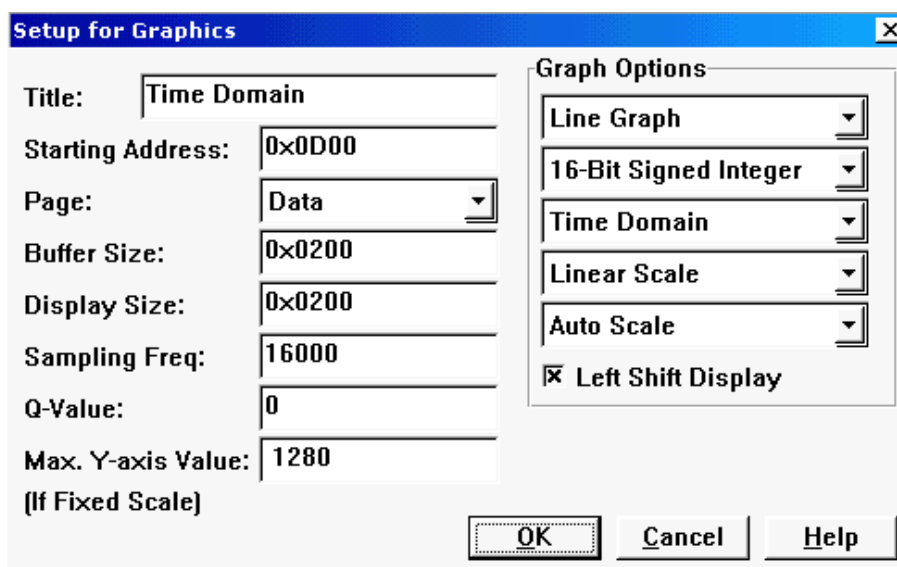 Setup for Graphics
Title: Time Domain
Starting Address: 0x0D00
Page: Data
Buffer Size: 0x0200
Display Size: 0x0200
Sampling Freq: 16000
Q-Value: 0
Max. Y-axis Value: 1280
(If Fixed Scale)
Graph Options
Line Graph
16-Bit Signed Integer
Time Domain
Linear Scale
Auto Scale
Left Shift Display
OK Cancel Help